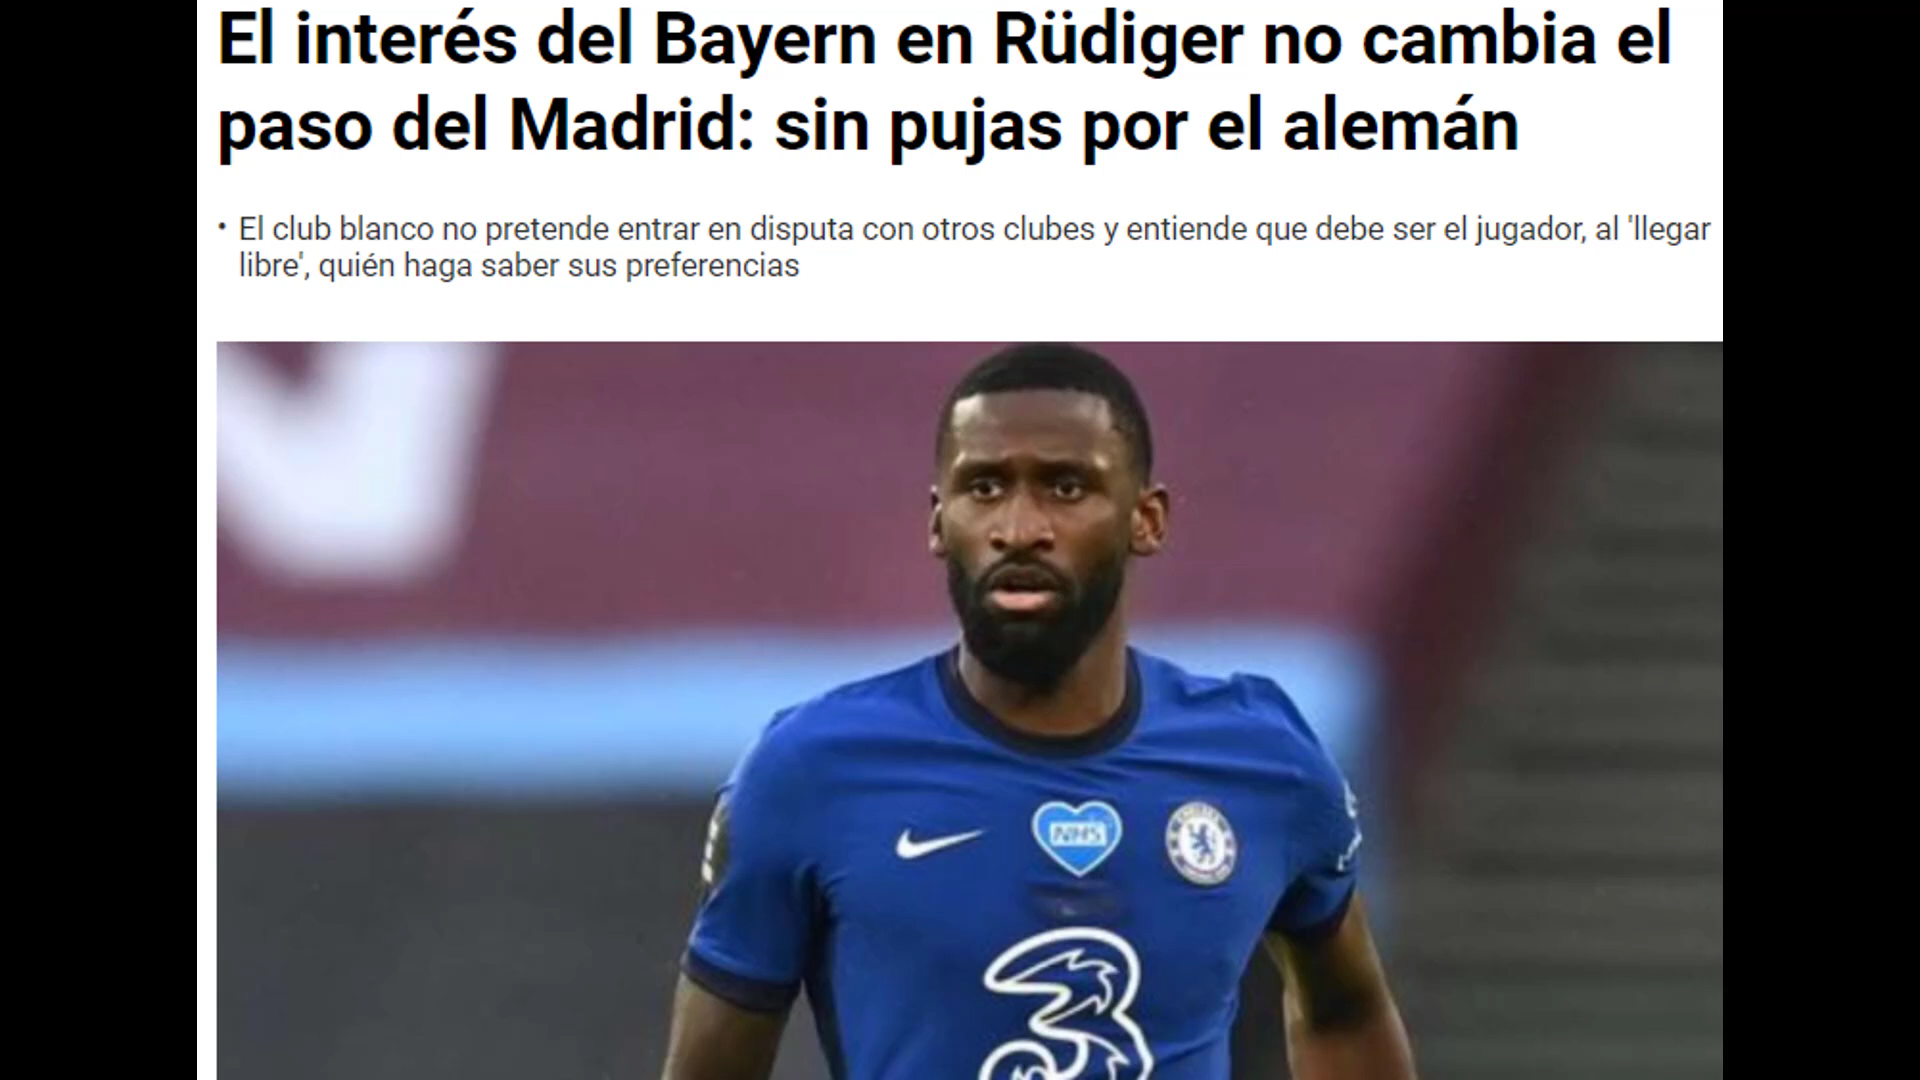 El interés del Bayern en Rüdiger no cambia el
paso del Madrid: sin pujas por el alemán
• El club blanco no pretende entrar en disputa con otros clubes y entiende que debe ser el jugador, al 'llegar
libre', quién haga saber sus preferencias
NHS
3